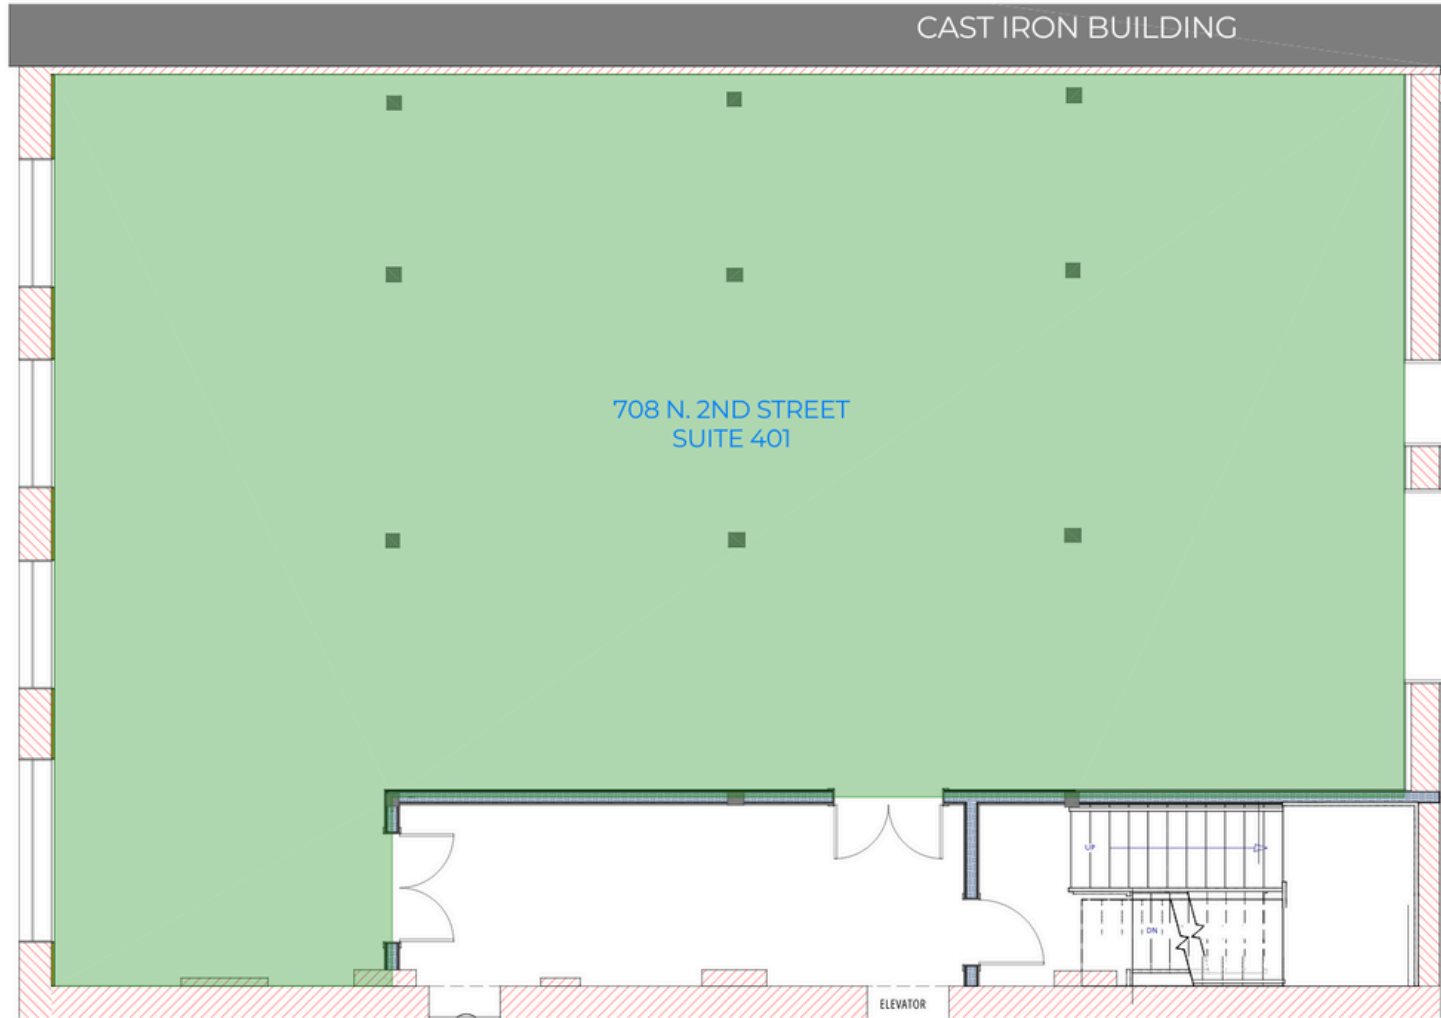 CAST IRON BUILDING
708 N. 2ND STREET
SUITE 401
UP
DN
ELEVATOR